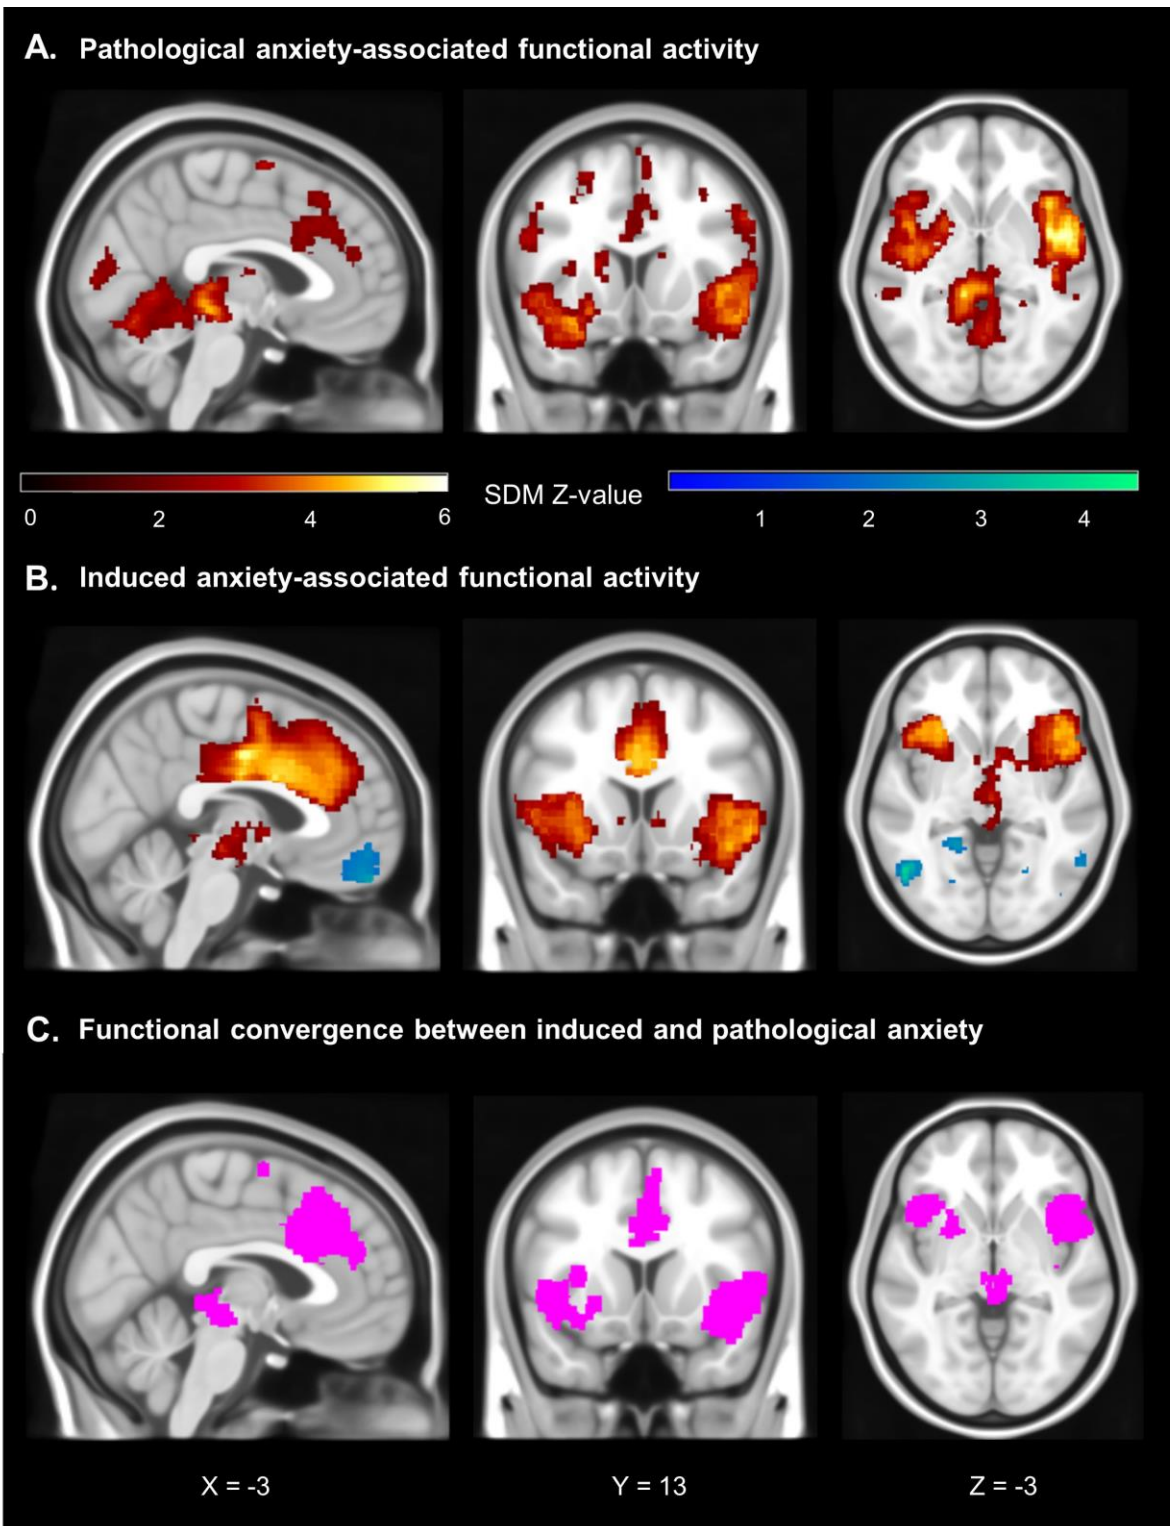 A. Pathological anxiety-associated functional activity
SDM Z-value
0 2 4 6
1 2 3 4
B. Induced anxiety-associated functional activity
C. Functional convergence between induced and pathological anxiety
X = -3 Y = 13 Z = -3